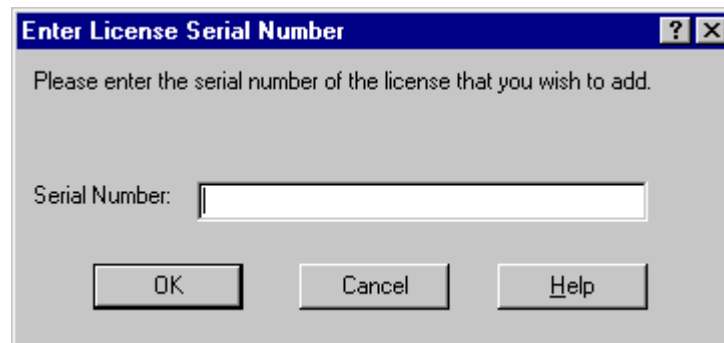 Enter License Serial Number
?
Please enter the serial number of the license that you wish to add.
Serial Number:
OK Cancel Help